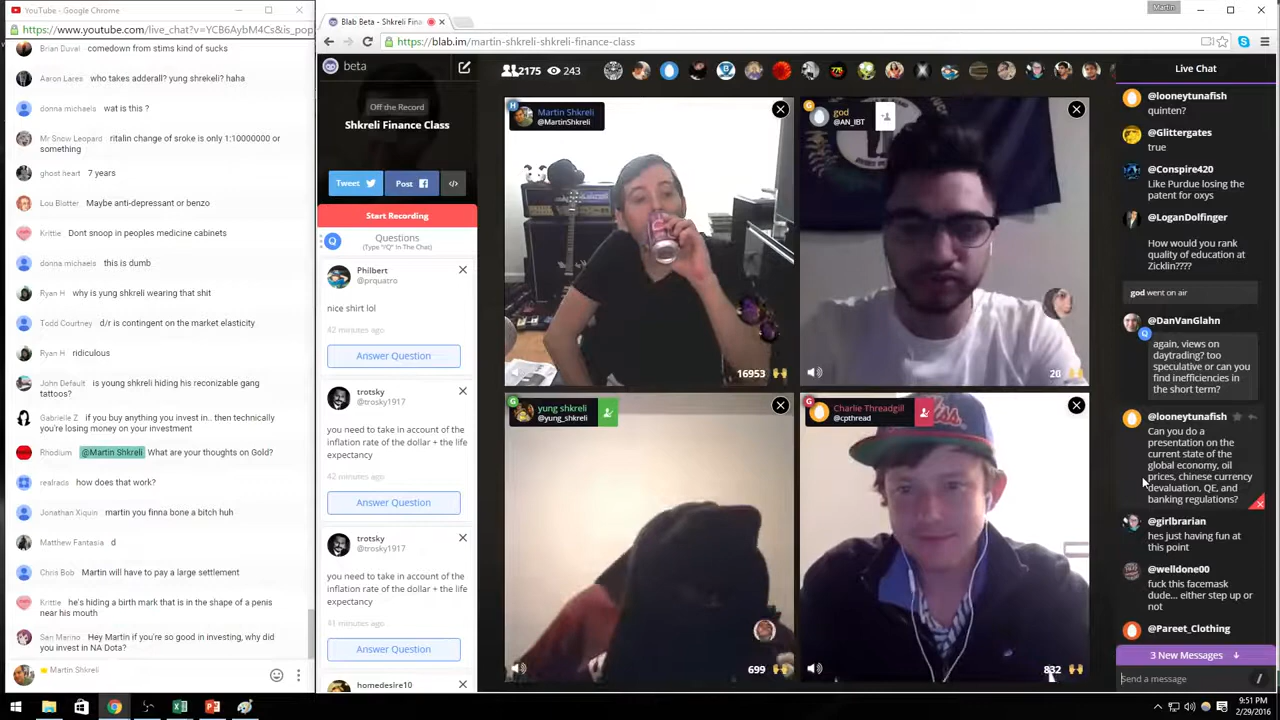 YouTube - Google Chrome
https://www.youtube.com/live_chat?v=YCB6AybM4Cs&is_pop
Brian Duval comedown from stims kind of sucks
Aaron Lares who takes adderall? yung shrekeli? haha
donna michaels wat is this ?
Mr Snow Leopard ritalin change of sroke is only 1:10000000 or
something
ghost heart 7 years
Lou Blotter Maybe anti-depressant or benzo
Krittle Dont snoop in peoples medicine cabinets
donna michaels this is dumb
Ryan H why is yung shkreli wearing that shit
Todd Courtney d/r is contingent on the market elasticity
Ryan H ridiculous
John Default is young shkreli hiding his reconizable gang
tattoos?
Gabrielle Z if you buy anything you invest in.. then technically
you're losing money on your investment
Rhodium @Martin Shkreli What are your thoughts on Gold?
realrads how does that work?
Jonathan Xiquin martin you finna bone a bitch huh
Matthew Fantasia d
Chris Bob Martin will have to pay a large settlement
Krittle he's hiding a birth mark that is in the shape of a penis
near his mouth
San Marino Hey Martin if you're so good in investing, why did
you invest in NA Dota?
Martin Shkreli
Blab Beta - Shkreli Fina
Martin
https://blab.im/martin-shkreli-shkreli-finance-class
beta
Off the Record
Shkreli Finance Class
Tweet
Post
Start Recording
Q
Questions
(Type "/Q" In The Chat)
Philbert
@prquatro
nice shirt lol
42 minutes ago
Answer Question
trotsky
@trosky1917
you need to take in account of the
inflation rate of the dollar + the life
expectancy
42 minutes ago
Answer Question
trotsky
@trosky1917
you need to take in account of the
inflation rate of the dollar + the life
expectancy
41 minutes ago
Answer Question
homedesire10
2175 243
H
Martin Shkreli
@MartinShkreli
16953
G
god
@AN_IBT
20
G
yung shkreli
@yung_shkreli
699
G
Charlie Threadgill
@cpthread
832
Live Chat
@looneytunafish
quinten?
@Glittergates
true
@Conspire420
Like Purdue losing the
patent for oxys
@LoganDolfinger
How would you rank
quality of education at
Zicklin????
god went on air
@DanVanGlahn
Q
again, views on
daytrading? too
speculative or can you
find inefficiencies in
the short term?
@looneytunafish
Can you do a
presentation on the
current state of the
global economy, oil
prices, chinese currency
devaluation, QE, and
banking regulations?
@girlbrarian
hes just having fun at
this point
@welldone00
fuck this facemask
dude... either step up or
not
@Pareet_Clothing
3 New Messages
Send a message
9:51 PM
2/29/2016